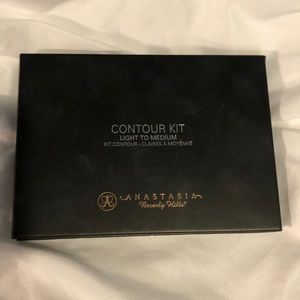 CONTOUR KIT
LIGHT TO MEDIUM
KIT CONTOUR - CLAIRES À MOYENNE
ANASTASIA
Beverly Hills®